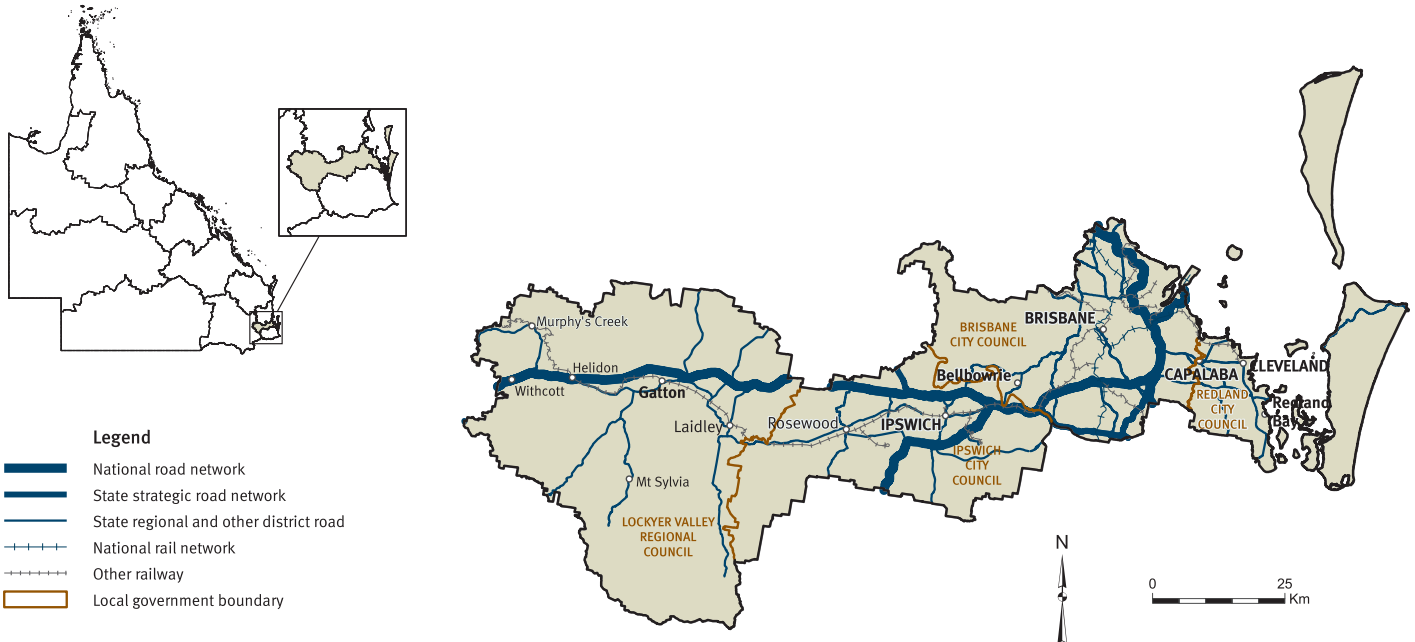 Murphy's Creek
Helidon
Withcott
Gatton
Laidley
Mt Sylvia
LOCKYER VALLEY
REGIONAL
COUNCIL
Rosewood
IPSWICH
IPSWICH
CITY
COUNCIL
BRISBANE
CITY COUNCIL
BRISBANE
Bellbowrie
CAPALABA
CLEVELAND
REDLAND
CITY
COUNCIL
Redland
Bay
Legend
National road network
State strategic road network
State regional and other district road
National rail network
Other railway
Local government boundary
N
0 25
Km